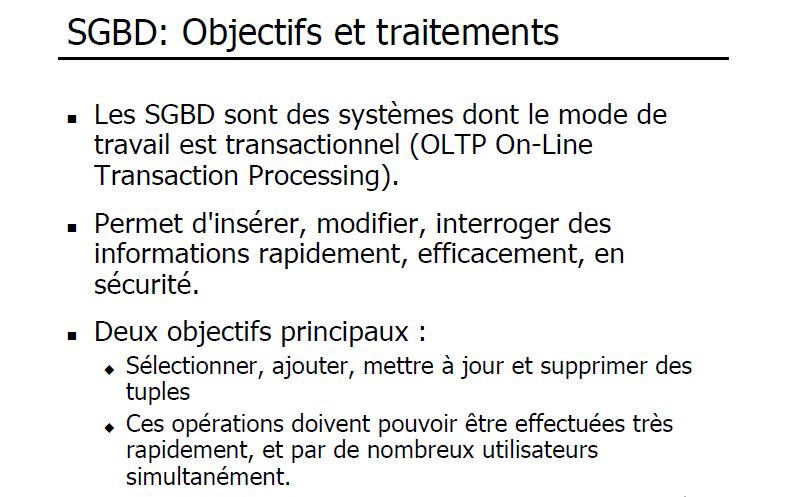 SGBD: Objectifs et traitements
Les SGBD sont des systèmes dont le mode de
travail est transactionnel (OLTP On-Line
Transaction Processing).
Permet d'insérer, modifier, interroger des
informations rapidement, efficacement, en
sécurité.
Deux objectifs principaux :
Sélectionner, ajouter, mettre à jour et supprimer des
tuples
Ces opérations doivent pouvoir être effectuées très
rapidement, et par de nombreux utilisateurs
simultanément.